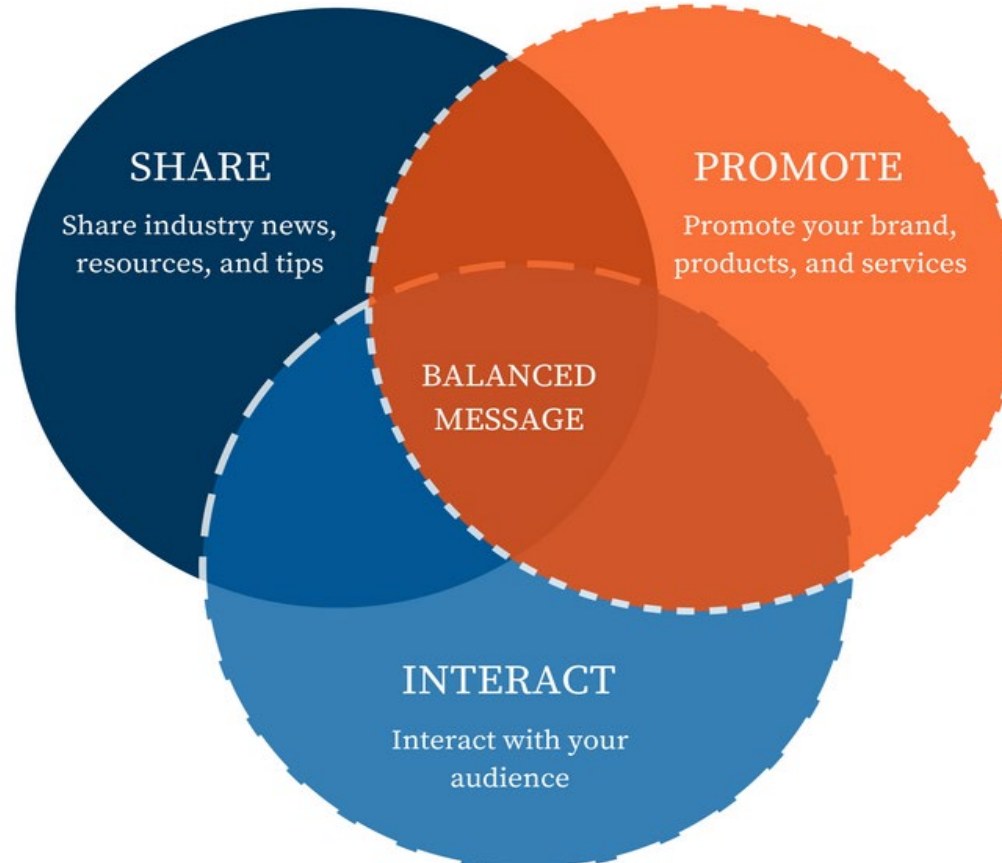 SHARE
Share industry news,
resources, and tips
PROMOTE
Promote your brand,
products, and services
BALANCED
MESSAGE
INTERACT
Interact with your
audience